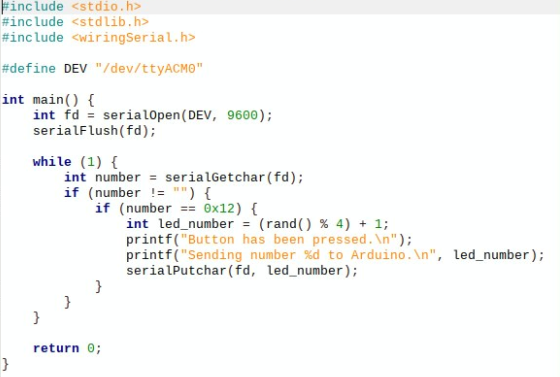 #include <stdio.h>
#include <stdlib.h>
#include <wiringSerial.h>

#define DEV "/dev/ttyACM0"

int main() {
    int fd = serialOpen(DEV, 9600);
    serialFlush(fd);

    while (1) {
        int number = serialGetchar(fd);
        if (number != "") {
            if (number == 0x12) {
                int led_number = (rand() % 4) + 1;
                printf("Button has been pressed.\n");
                printf("Sending number %d to Arduino.\n", led_number);
                serialPutchar(fd, led_number);
            }
        }
    }

    return 0;
}